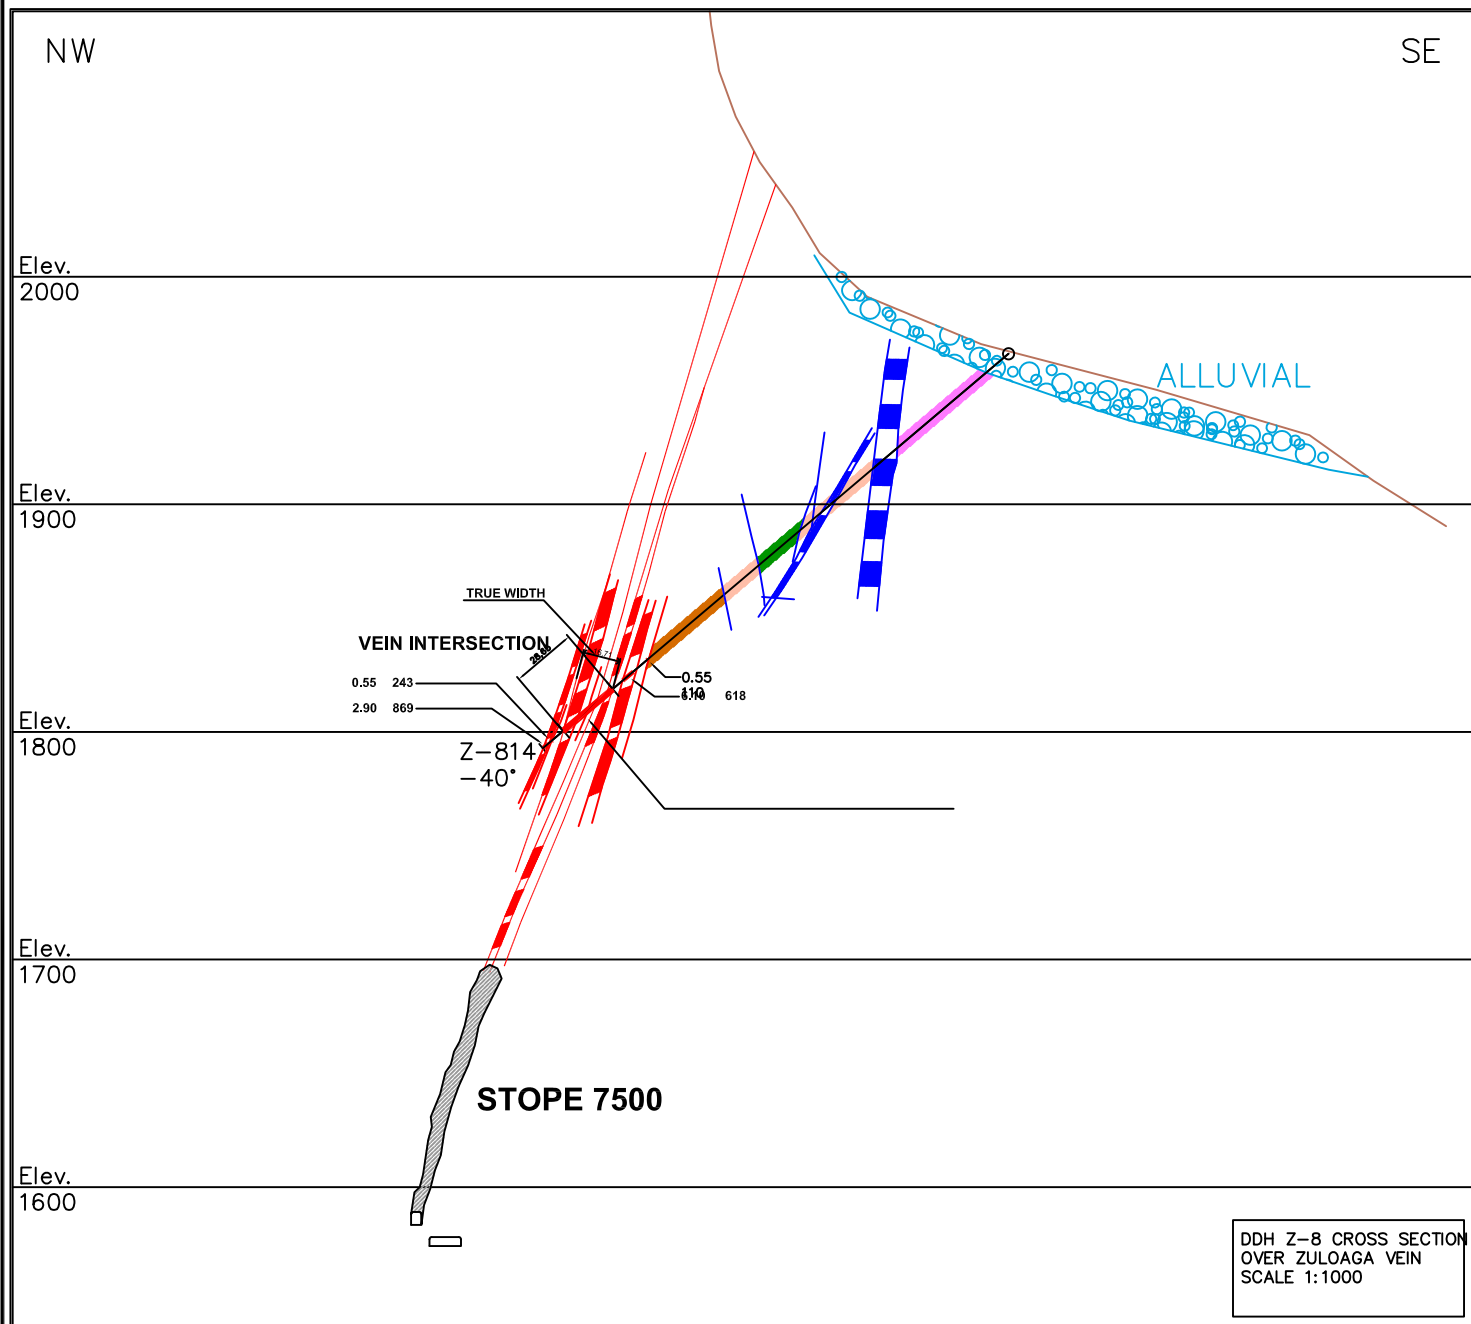 NW
SE
Elev.
2000
ALLUVIAL
Elev.
1900
TRUE WIDTH
VEIN INTERSECTION
0.55 243
0.55
110
618
2.90 869
Elev.
1800
Z-814
-40°
Elev.
1700
STOPE 7500
Elev.
1600
DDH Z-8 CROSS SECTION
OVER ZULOAGA VEIN
SCALE 1:1000